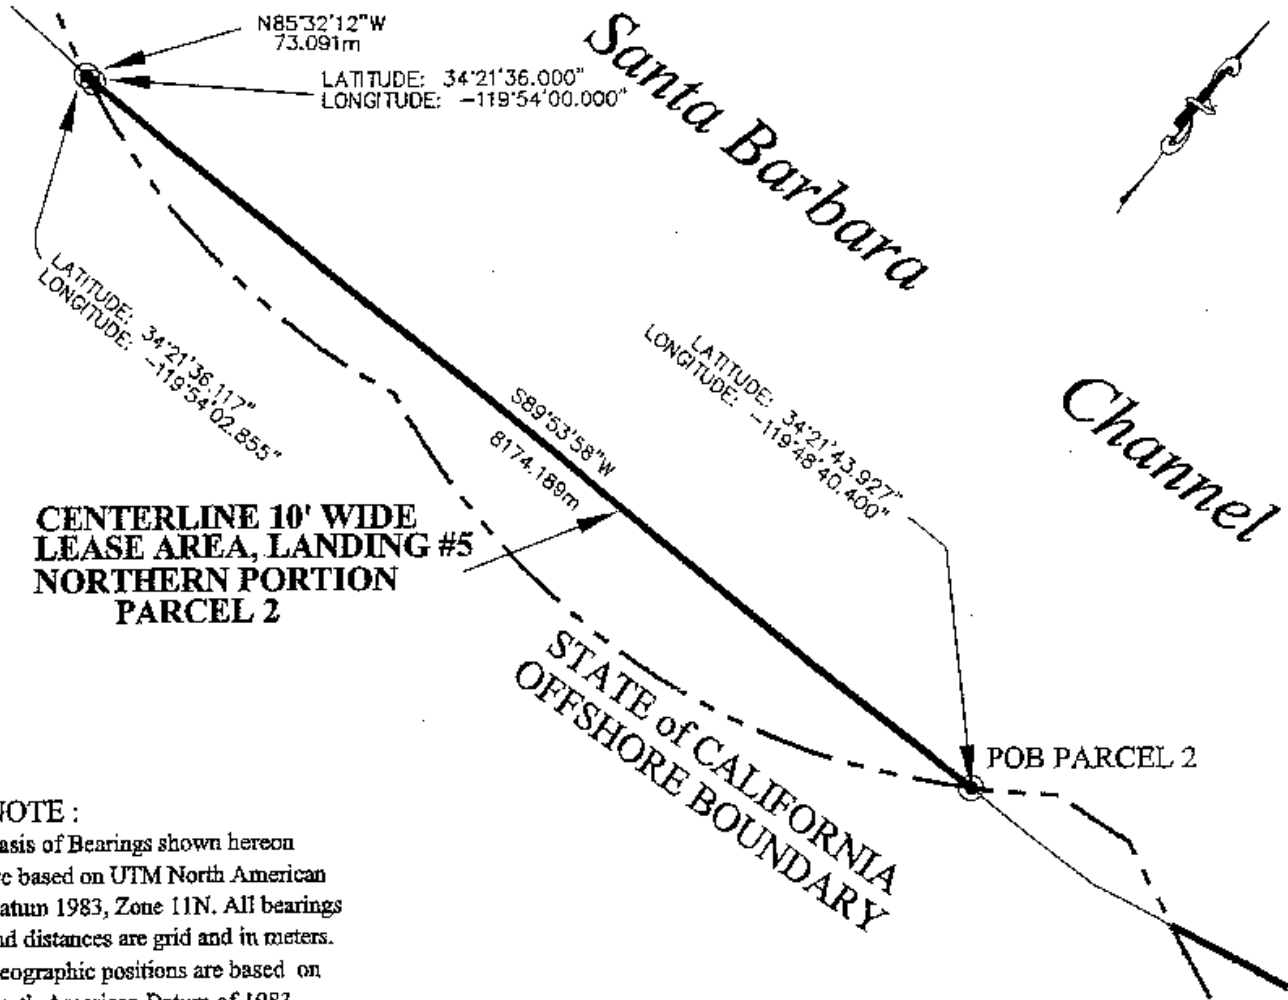 N85°32'12"W
73.091m
LATITUDE: 34°21'36.000"
LONGITUDE: -119°54'00.000"
Santa Barbara
Channel
LATITUDE: 34°21'36.117"
LONGITUDE: -119°54'02.855"
LATITUDE: 34°21'43.927"
LONGITUDE: -119°48'40.400"
S89°53'58"W
8174.189m
CENTERLINE 10' WIDE
LEASE AREA, LANDING #5
NORTHERN PORTION
PARCEL 2
STATE of CALIFORNIA
OFFSHORE BOUNDARY
POB PARCEL 2
NOTE :
asis of Bearings shown hereon
e based on UTM North American
atum 1983, Zone 11N. All bearings
nd distances are grid and in meters.
eographic positions are based on